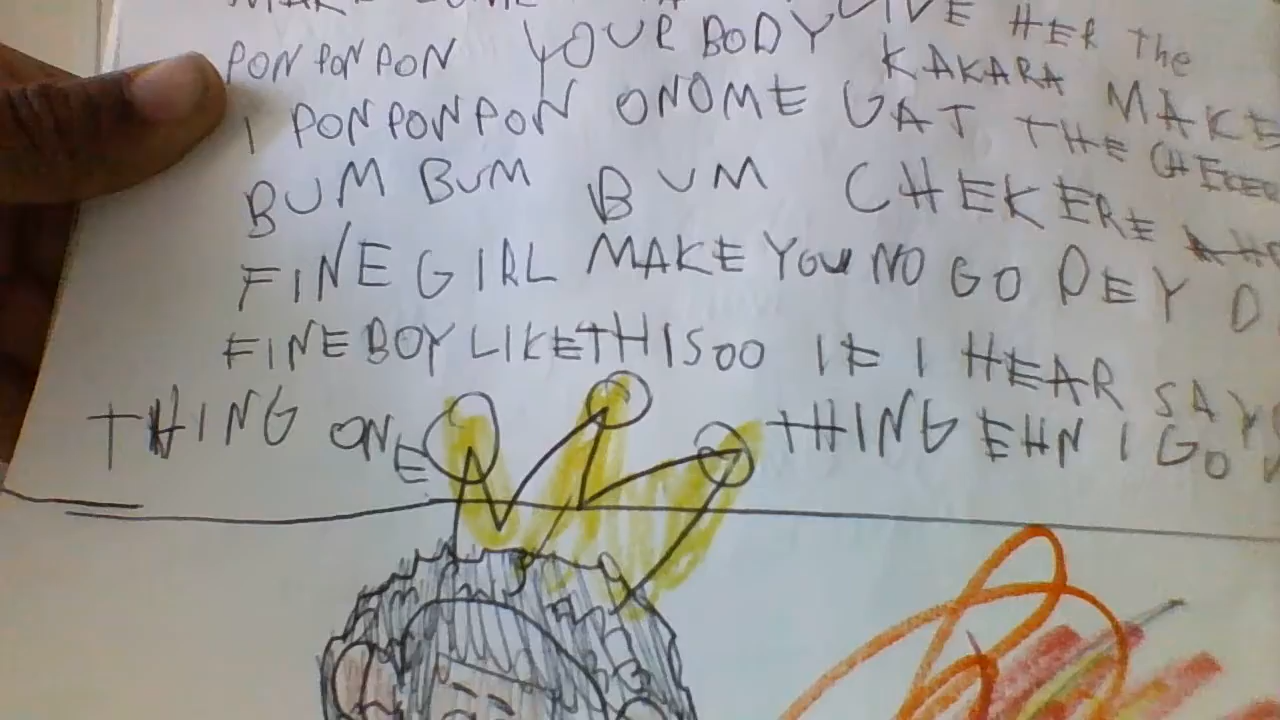 LIVE HER The
PON PON PON YOUR BODY KAKARA MAKE
I PON PON PON ONOME GAT THE
BUM BUM BUM CHEKERE
FINE GIRL MAKE YOU NO GO DEY
FINE BOY LIKE THIS OO IF I HEAR SAY
THING ONE THING EHN I GO